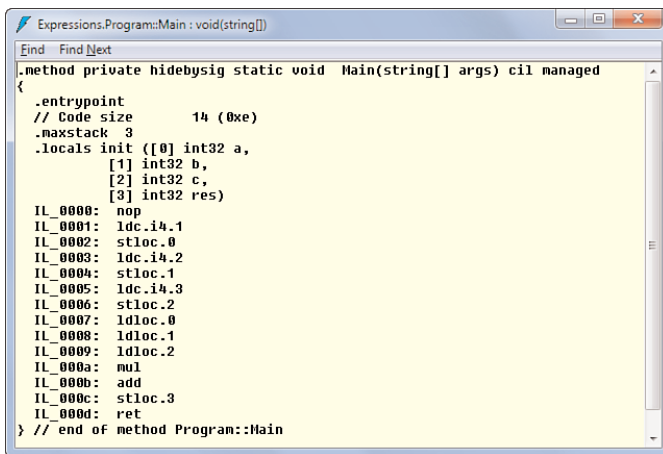 Expressions.Program::Main : void(string[])
Find Find Next
.method private hidebysig static void  Main(string[] args) cil managed
{
  .entrypoint
  // Code size       14 (0xe)
  .maxstack  3
  .locals init ([0] int32 a,
           [1] int32 b,
           [2] int32 c,
           [3] int32 res)
  IL_0000:  nop
  IL_0001:  ldc.i4.1
  IL_0002:  stloc.0
  IL_0003:  ldc.i4.2
  IL_0004:  stloc.1
  IL_0005:  ldc.i4.3
  IL_0006:  stloc.2
  IL_0007:  ldloc.0
  IL_0008:  ldloc.1
  IL_0009:  ldloc.2
  IL_000a:  mul
  IL_000b:  add
  IL_000c:  stloc.3
  IL_000d:  ret
} // end of method Program::Main